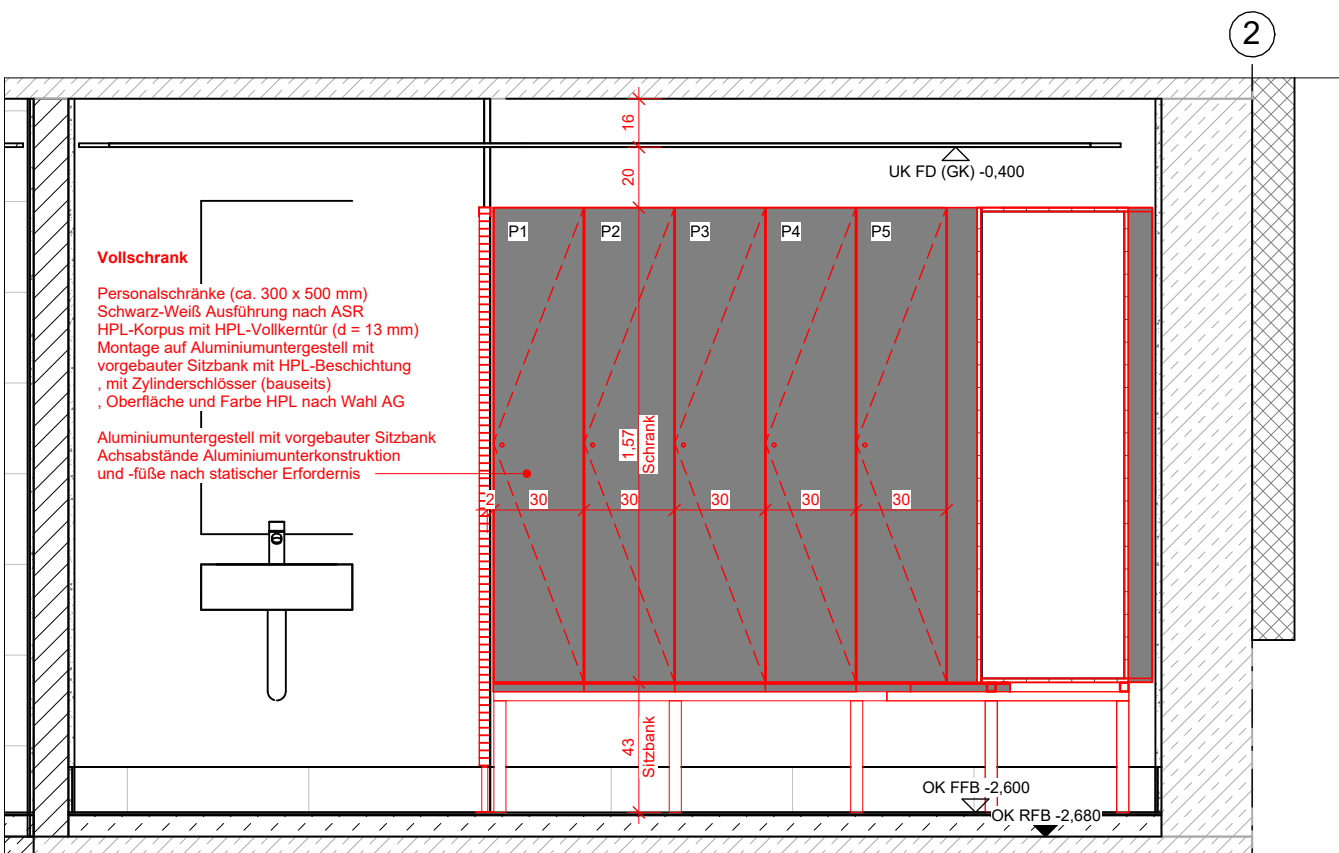 2
16
UK FD (GK) -0,400
20
P1
P2
P3
P4
P5
Vollschrank
Personalschränke (ca. 300 x 500 mm)
Schwarz-Weiß Ausführung nach ASR
HPL-Korpus mit HPL-Vollkerntür (d = 13 mm)
Montage auf Aluminiumuntergestell mit
vorgebauter Sitzbank mit HPL-Beschichtung
, mit Zylinderschlösser (bauseits)
, Oberfläche und Farbe HPL nach Wahl AG
Aluminiumuntergestell mit vorgebauter Sitzbank
Achsabstände Aluminiumunterkonstruktion
und -füße nach statischer Erfordernis
1,57
Schrank
2
30
30
30
30
30
43
Sitzbank
OK FFB -2,600
OK RFB -2,680